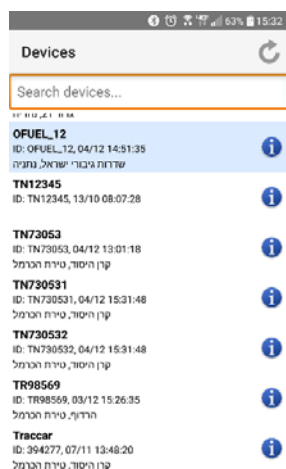 63% 15:32
Devices
Search devices...
OFUEL_12
ID: OFUEL_12, 04/12 14:51:35
שדרות גיבורי ישראל, נתניה
TN12345
ID: TN12345, 13/10 08:07:28
TN73053
ID: TN73053, 04/12 13:01:18
קרן היסוד, טירת הכרמל
TN730531
ID: TN730531, 04/12 15:31:48
קרן היסוד, טירת הכרמל
TN730532
ID: TN730532, 04/12 15:31:48
קרן היסוד, טירת הכרמל
TR98569
ID: TR98569, 03/12 15:26:35
הרדוף, טירת הכרמל
Traccar
ID: 394277, 07/11 13:48:20
קרן היסוד, טירת הכרמל